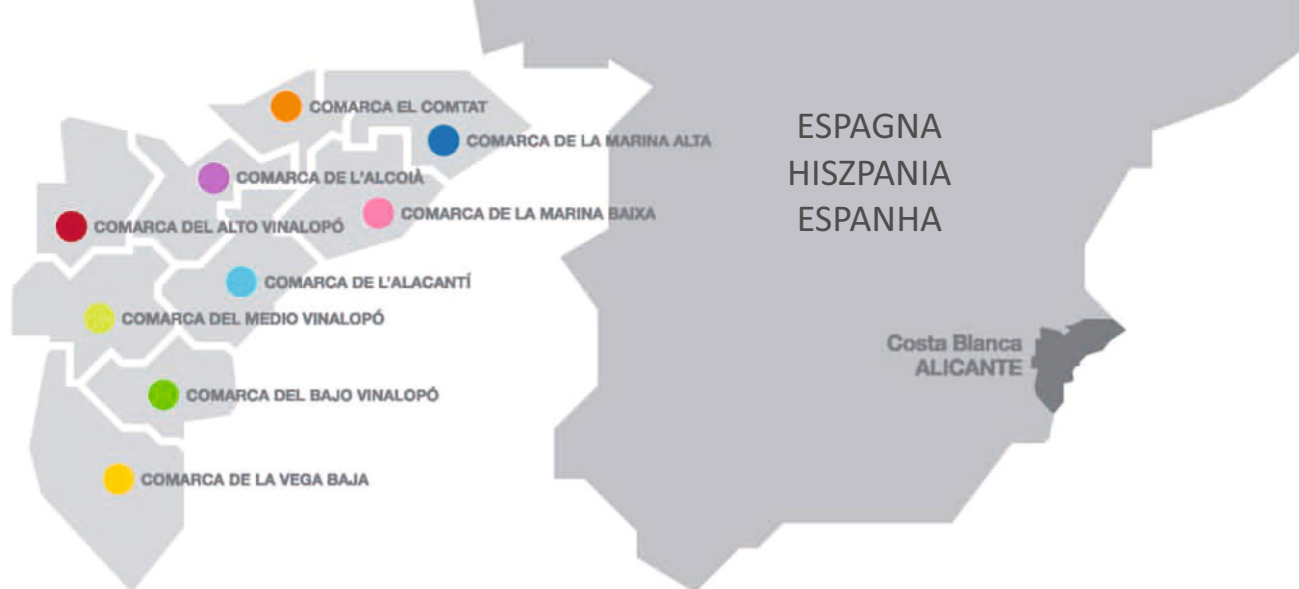 COMARCA EL COMTAT
COMARCA DE LA MARINA ALTA
COMARCA DE L'ALCOIÀ
COMARCA DE LA MARINA BAIXA
COMARCA DEL ALTO VINALOPÓ
COMARCA DE L'ALACANTÍ
COMARCA DEL MEDIO VINALOPÓ
COMARCA DEL BAJO VINALOPÓ
COMARCA DE LA VEGA BAJA
ESPAGNA
HISZPANIA
ESPANHA
Costa Blanca
ALICANTE